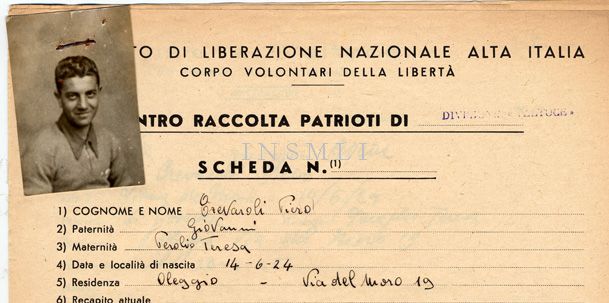 TO DI LIBERAZIONE NAZIONALE ALTA ITALIA
CORPO VOLONTARI DELLA LIBERTÀ
NTRO RACCOLTA PATRIOTI DI
INSMLI
SCHEDA N. (1)
1) COGNOME E NOME Crevaroli Piero
2) Paternità Giovanni
3) Maternità Teresa
4) Data e località di nascita 14-6-24
5) Residenza Oleggio - Via del Moro 19
6) Recapito attuale